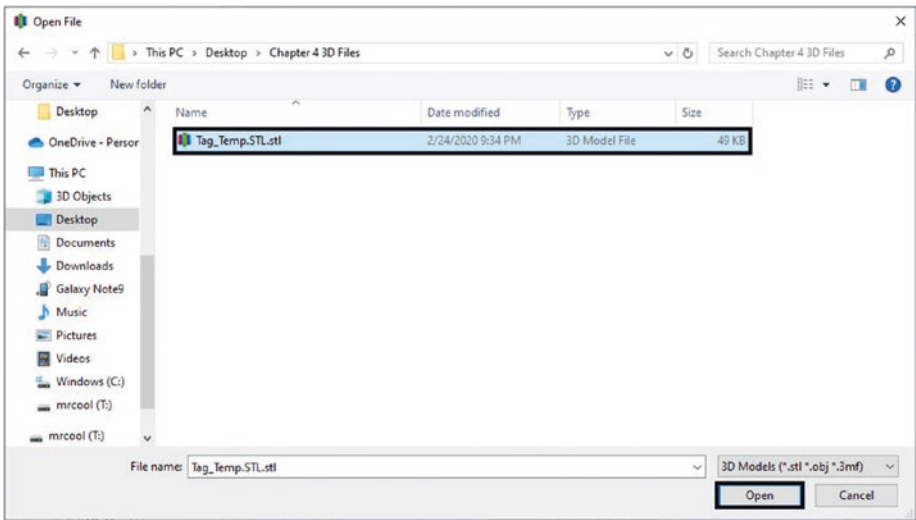 Open File
This PC > Desktop > Chapter 4 3D Files
Search Chapter 4 3D Files
Organize
New folder
Name
Date modified
Type
Size
Tag_Temp.STL.stl
2/24/2020 9:34 PM
3D Model File
49 KB
Desktop
OneDrive - Person
This PC
3D Objects
Desktop
Documents
Downloads
Galaxy Note9
Music
Pictures
Videos
Windows (C:)
mrcool (T:)
mrcool (T:)
File name: Tag_Temp.STL.stl
3D Models (*.stl *.obj *.3mf)
Open
Cancel